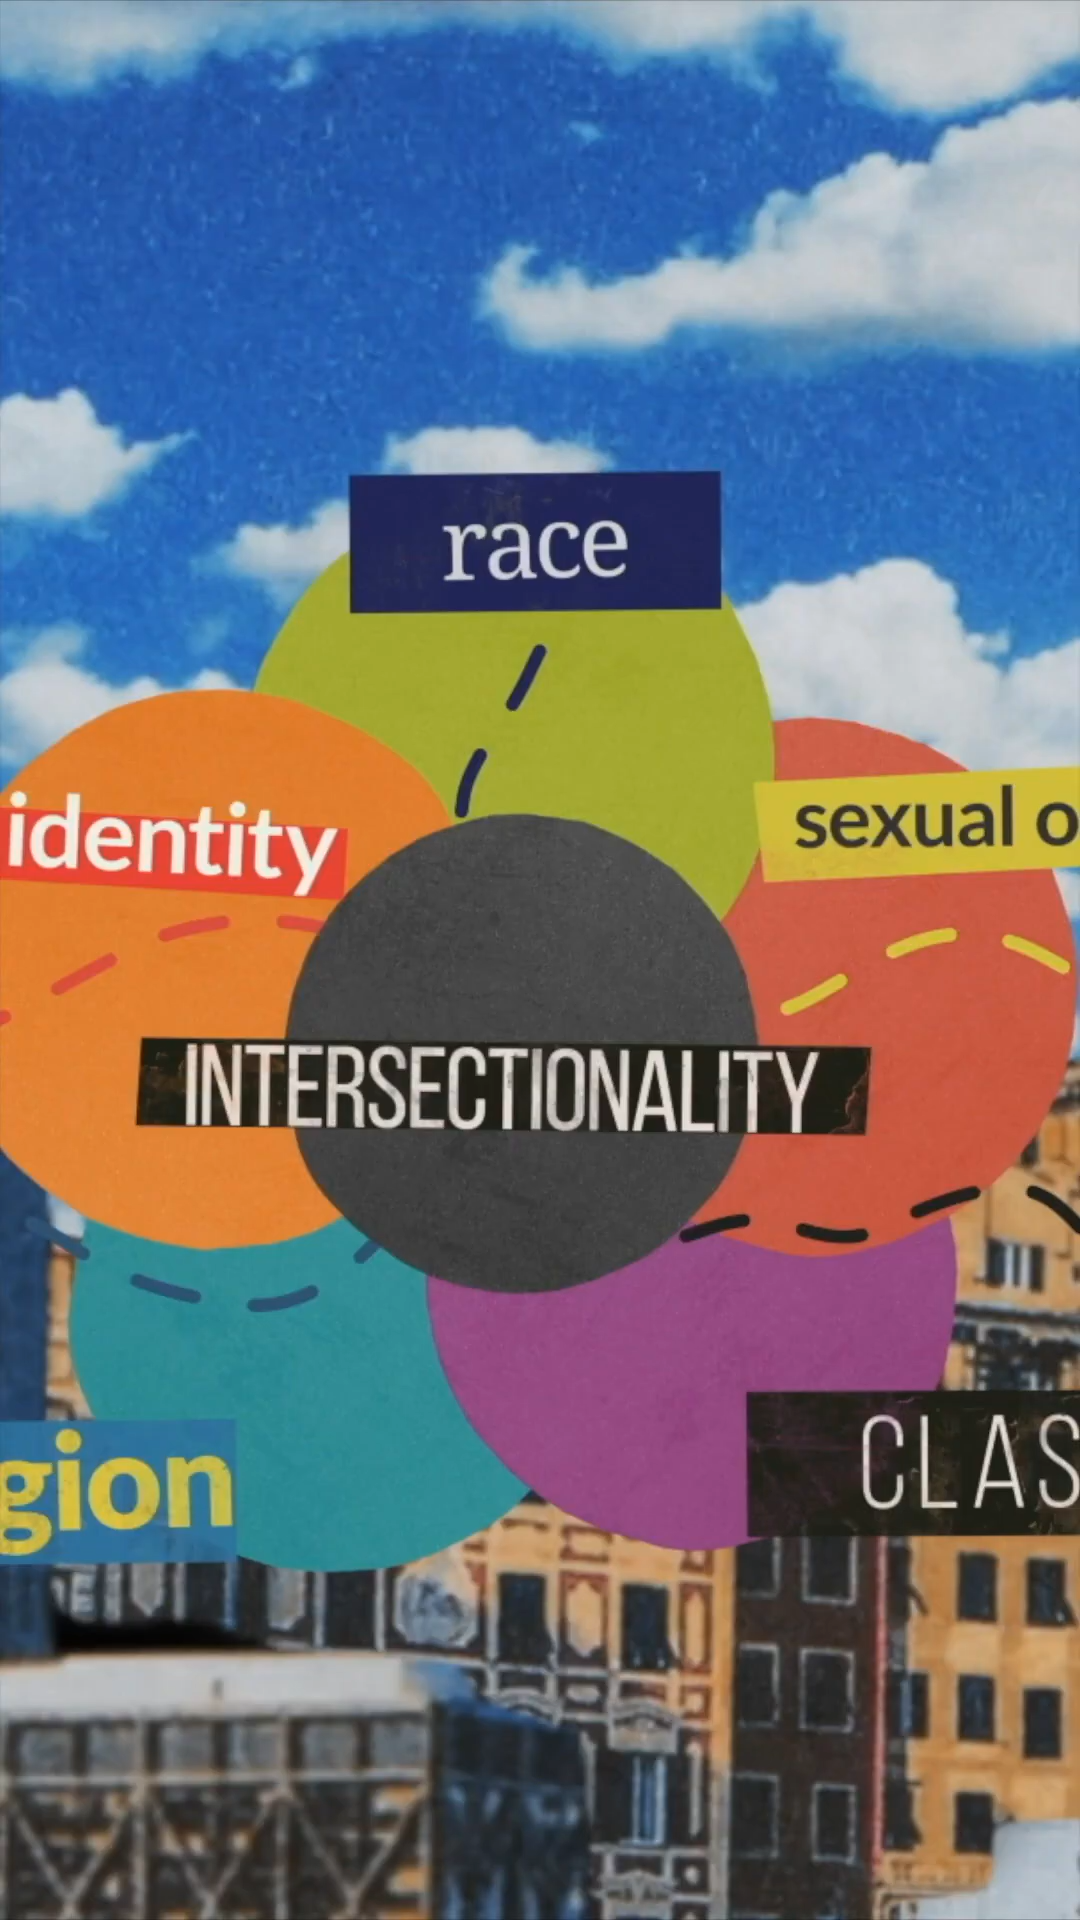 race
identity
sexual o
INTERSECTIONALITY
gion
CLAS